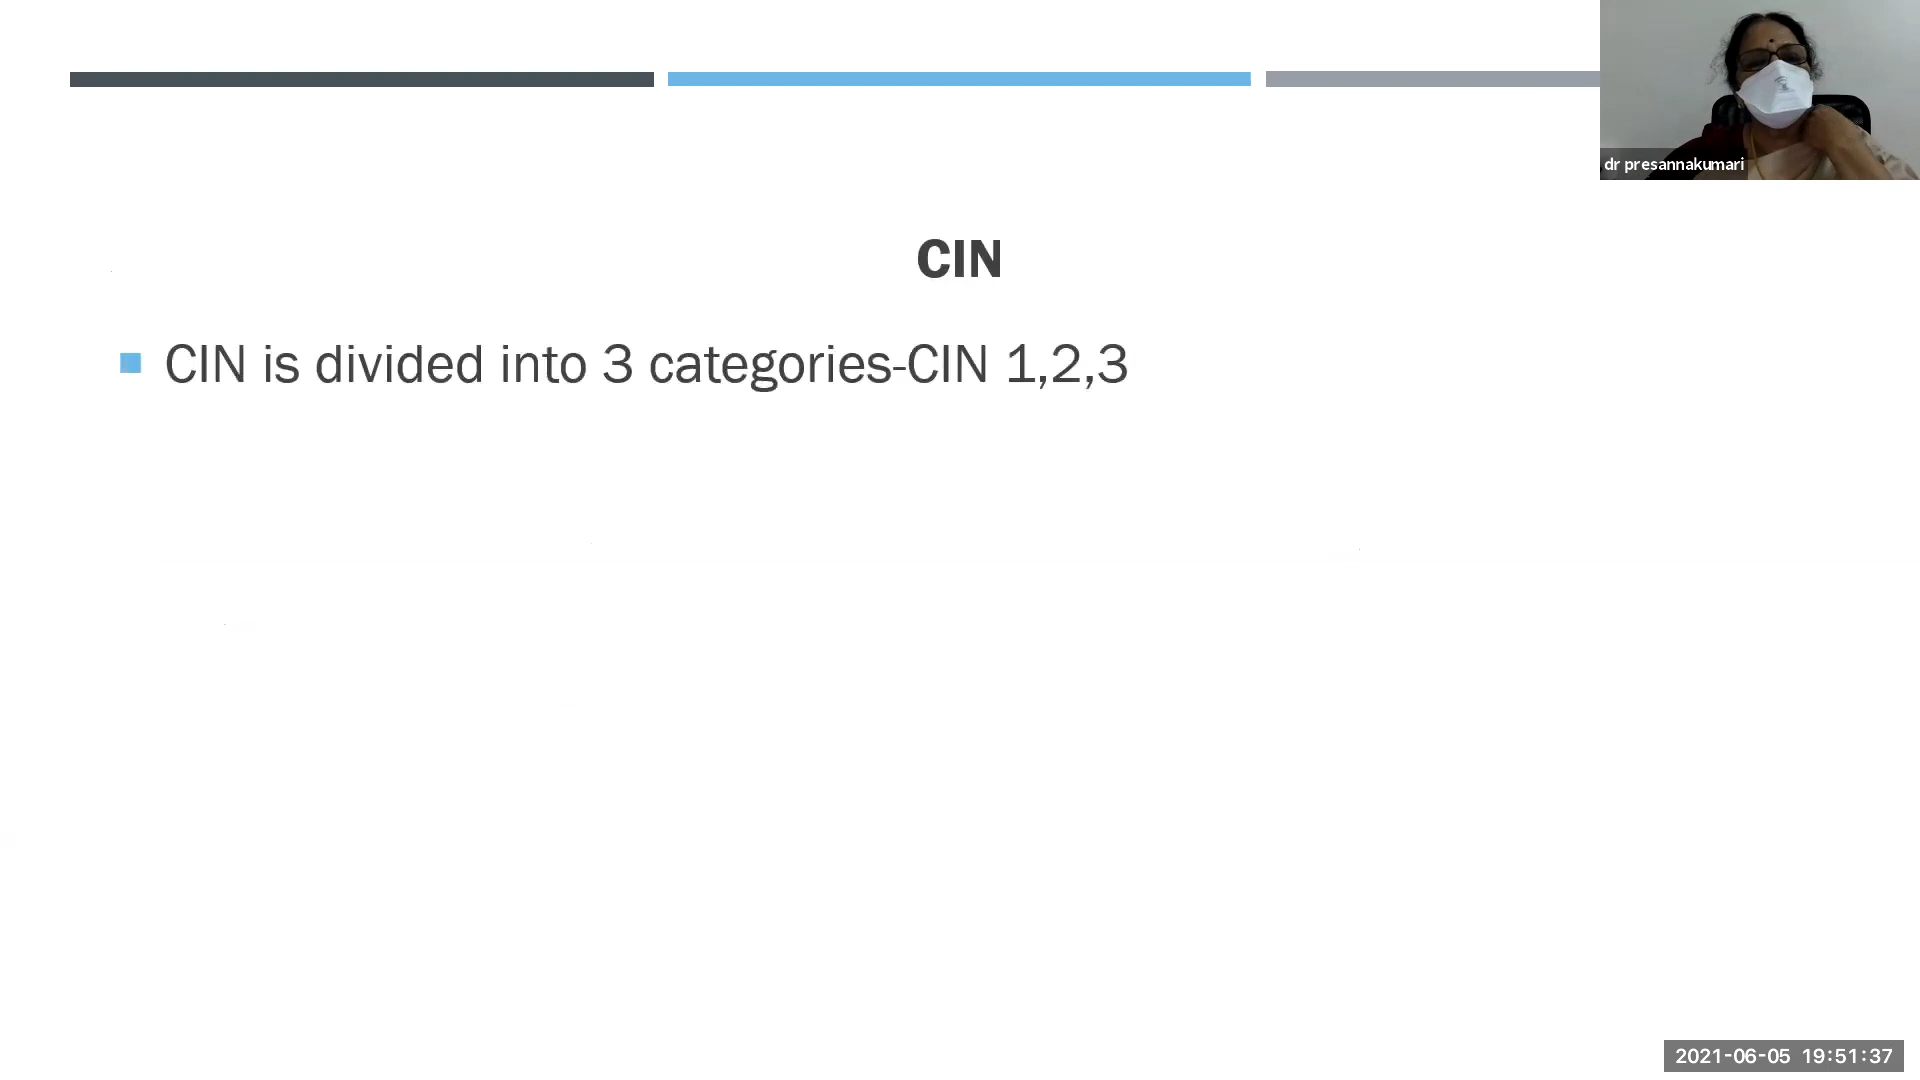 dr presannakumari
CIN
CIN is divided into 3 categories-CIN 1,2,3
2021-06-05 19:51:37